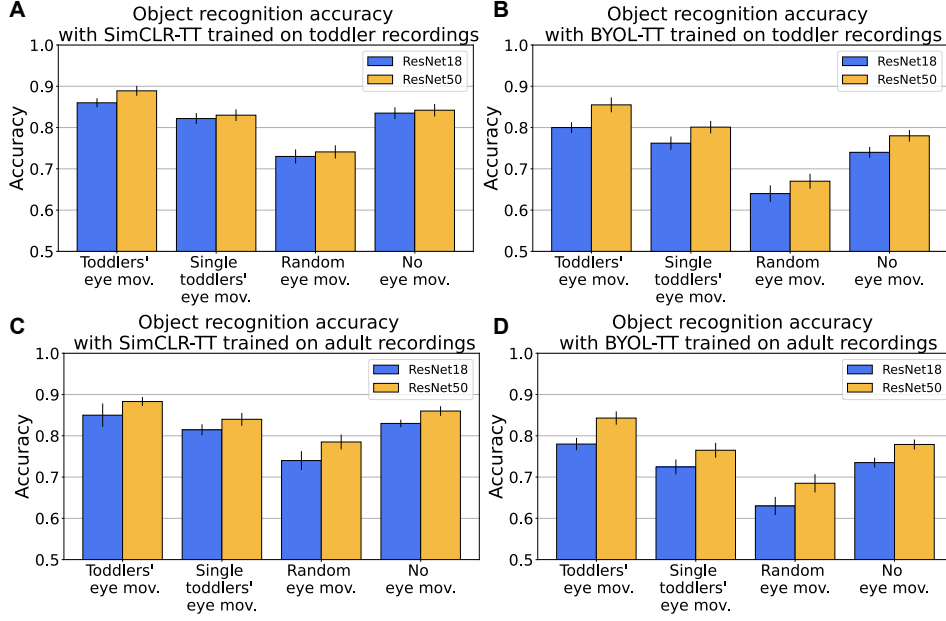 A
Object recognition accuracy
with SimCLR-TT trained on toddler recordings
Accuracy
1.0
0.9
0.8
0.7
0.6
0.5
ResNet18
ResNet50
Toddlers'
eye mov.
Single
toddlers'
eye mov.
Random
eye mov.
No
eye mov.
B
Object recognition accuracy
with BYOL-TT trained on toddler recordings
Accuracy
1.0
0.9
0.8
0.7
0.6
0.5
ResNet18
ResNet50
Toddlers'
eye mov.
Single
toddlers'
eye mov.
Random
eye mov.
No
eye mov.
C
Object recognition accuracy
with SimCLR-TT trained on adult recordings
Accuracy
1.0
0.9
0.8
0.7
0.6
0.5
ResNet18
ResNet50
Toddlers'
eye mov.
Single
toddlers'
eye mov.
Random
eye mov.
No
eye mov.
D
Object recognition accuracy
with BYOL-TT trained on adult recordings
Accuracy
1.0
0.9
0.8
0.7
0.6
0.5
ResNet18
ResNet50
Toddlers'
eye mov.
Single
toddlers'
eye mov.
Random
eye mov.
No
eye mov.